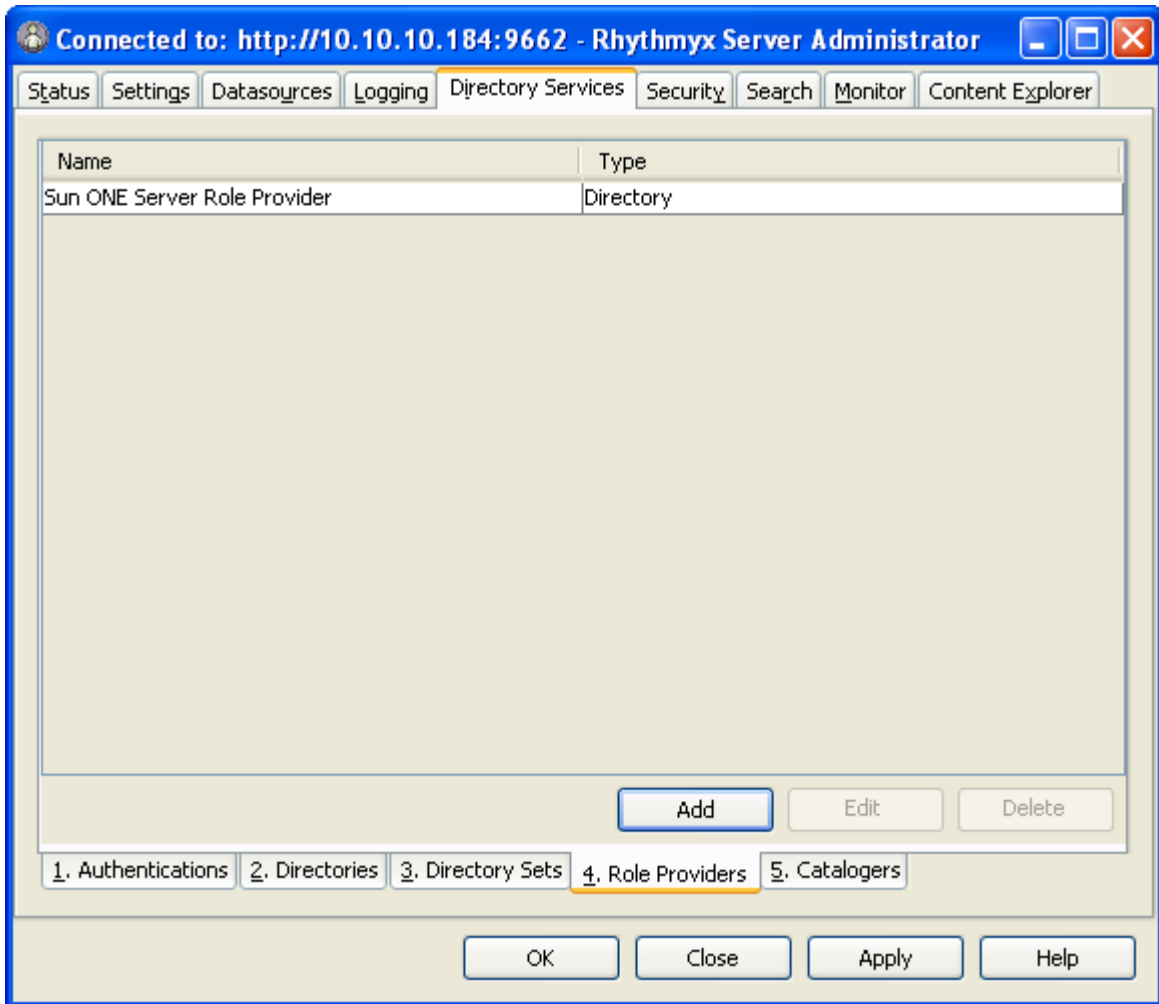 Connected to: http://10.10.10.184:9662 - Rhythmyx Server Administrator
Status Settings Datasources Logging Directory Services Security Search Monitor Content Explorer
Name Type
Sun ONE Server Role Provider Directory
Add Edit Delete
1. Authentications 2. Directories 3. Directory Sets 4. Role Providers 5. Catalogers
OK Close Apply Help